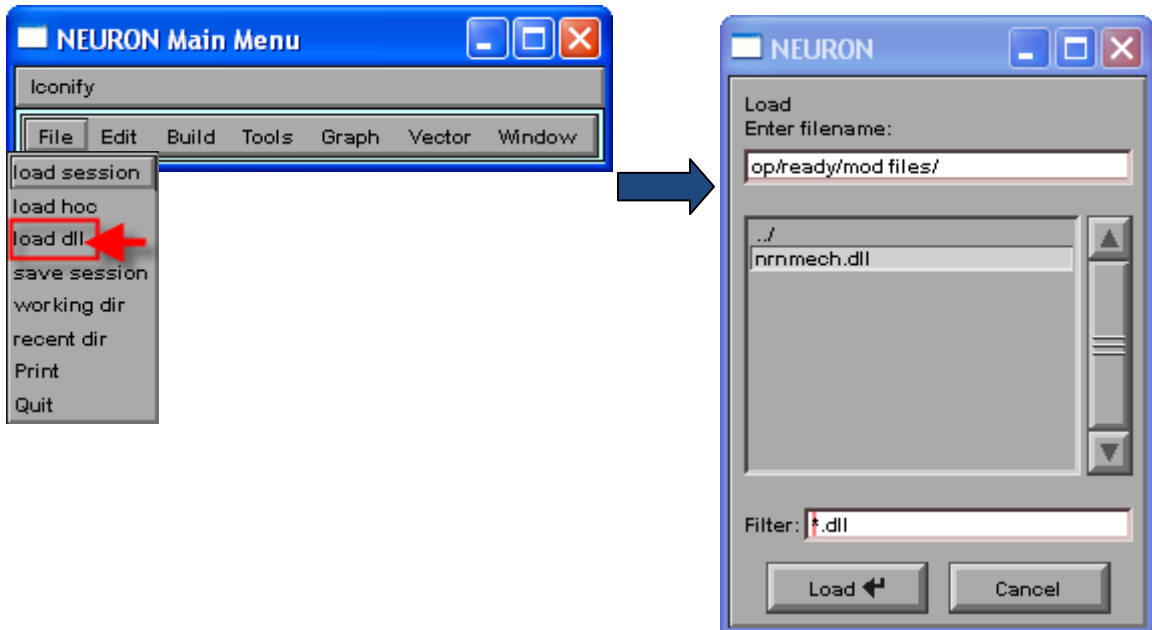 NEURON Main Menu
Iconify
File Edit Build Tools Graph Vector Window
load session
load hoc
load dll
save session
working dir
recent dir
Print
Quit
NEURON
Load
Enter filename:
op/ready/mod files/
../
nrnmech.dll
Filter: *.dll
Load Cancel